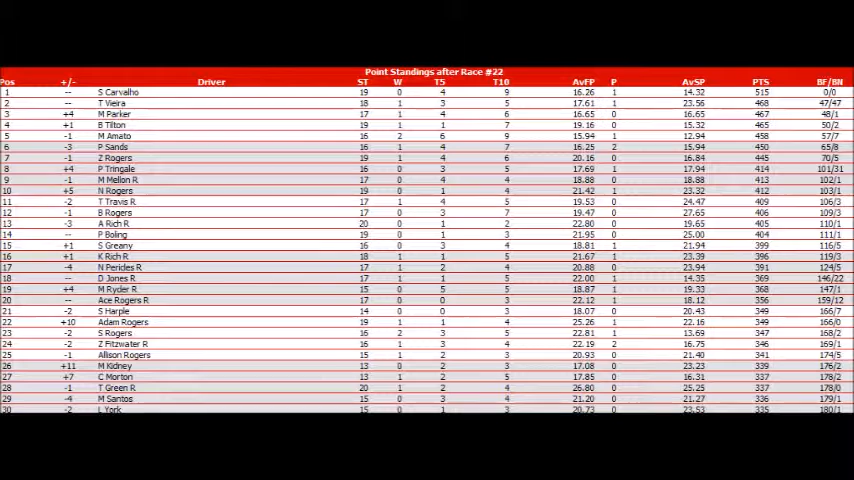 Point Standings after Race #22
Pos +/- Driver ST W T5 T10 AvFP P AvSP PTS BF/BN
1 -- S Carvalho 19 0 4 9 16.26 1 14.32 515 0/0
2 -- T Vieira 18 1 3 5 17.61 1 23.56 468 47/47
3 +4 M Parker 17 1 4 6 16.65 0 16.65 467 48/1
4 +1 B Tilton 19 1 1 7 19.16 0 15.32 465 50/2
5 -1 M Amato 16 2 6 9 15.94 1 12.94 458 57/7
6 -3 P Sands 16 1 4 7 16.25 2 15.94 450 65/8
7 -1 Z Rogers 19 1 4 6 20.16 0 16.84 445 70/5
8 +4 P Tringale 16 0 3 5 17.69 1 17.94 414 101/31
9 -1 M Mellon R 17 0 4 4 18.88 0 18.88 413 102/1
10 +5 N Rogers 19 0 1 4 21.42 1 23.32 412 103/1
11 -2 T Travis R 17 1 4 5 19.53 0 24.47 409 106/3
12 -1 B Rogers 17 0 3 7 19.47 0 27.65 406 109/3
13 -3 A Rich R 20 0 1 2 22.80 0 19.65 405 110/1
14 -- P Boling 19 0 1 3 21.95 0 25.00 404 111/1
15 +1 S Greany 16 0 3 4 18.81 1 21.94 399 116/5
16 +1 K Rich R 18 1 1 5 21.67 1 23.39 396 119/3
17 -4 N Perides R 17 1 2 4 20.88 0 23.94 391 124/5
18 -- D Jones R 17 1 1 5 22.00 1 14.35 369 146/22
19 +4 M Ryder R 15 0 5 5 18.87 1 19.33 368 147/1
20 -- Ace Rogers R 17 0 0 3 22.12 1 18.12 356 159/12
21 -2 S Harple 14 0 0 3 18.07 0 20.43 349 166/7
22 +10 Adam Rogers 19 1 1 4 25.26 1 22.16 349 166/0
23 -2 S Rogers 16 2 3 5 22.81 1 13.69 347 168/2
24 -2 Z Fitzwater R 16 1 3 4 22.19 2 16.75 346 169/1
25 -1 Allison Rogers 15 1 2 3 20.93 0 21.40 341 174/5
26 +11 M Kidney 13 0 2 3 17.08 0 23.23 339 176/2
27 +7 C Morton 13 1 2 5 17.85 0 16.31 337 178/2
28 -1 T Green R 20 1 2 4 26.80 0 25.25 337 178/0
29 -4 M Santos 15 0 3 4 21.20 0 21.27 336 179/1
30 -2 L York 15 0 1 3 20.73 0 23.53 335 180/1